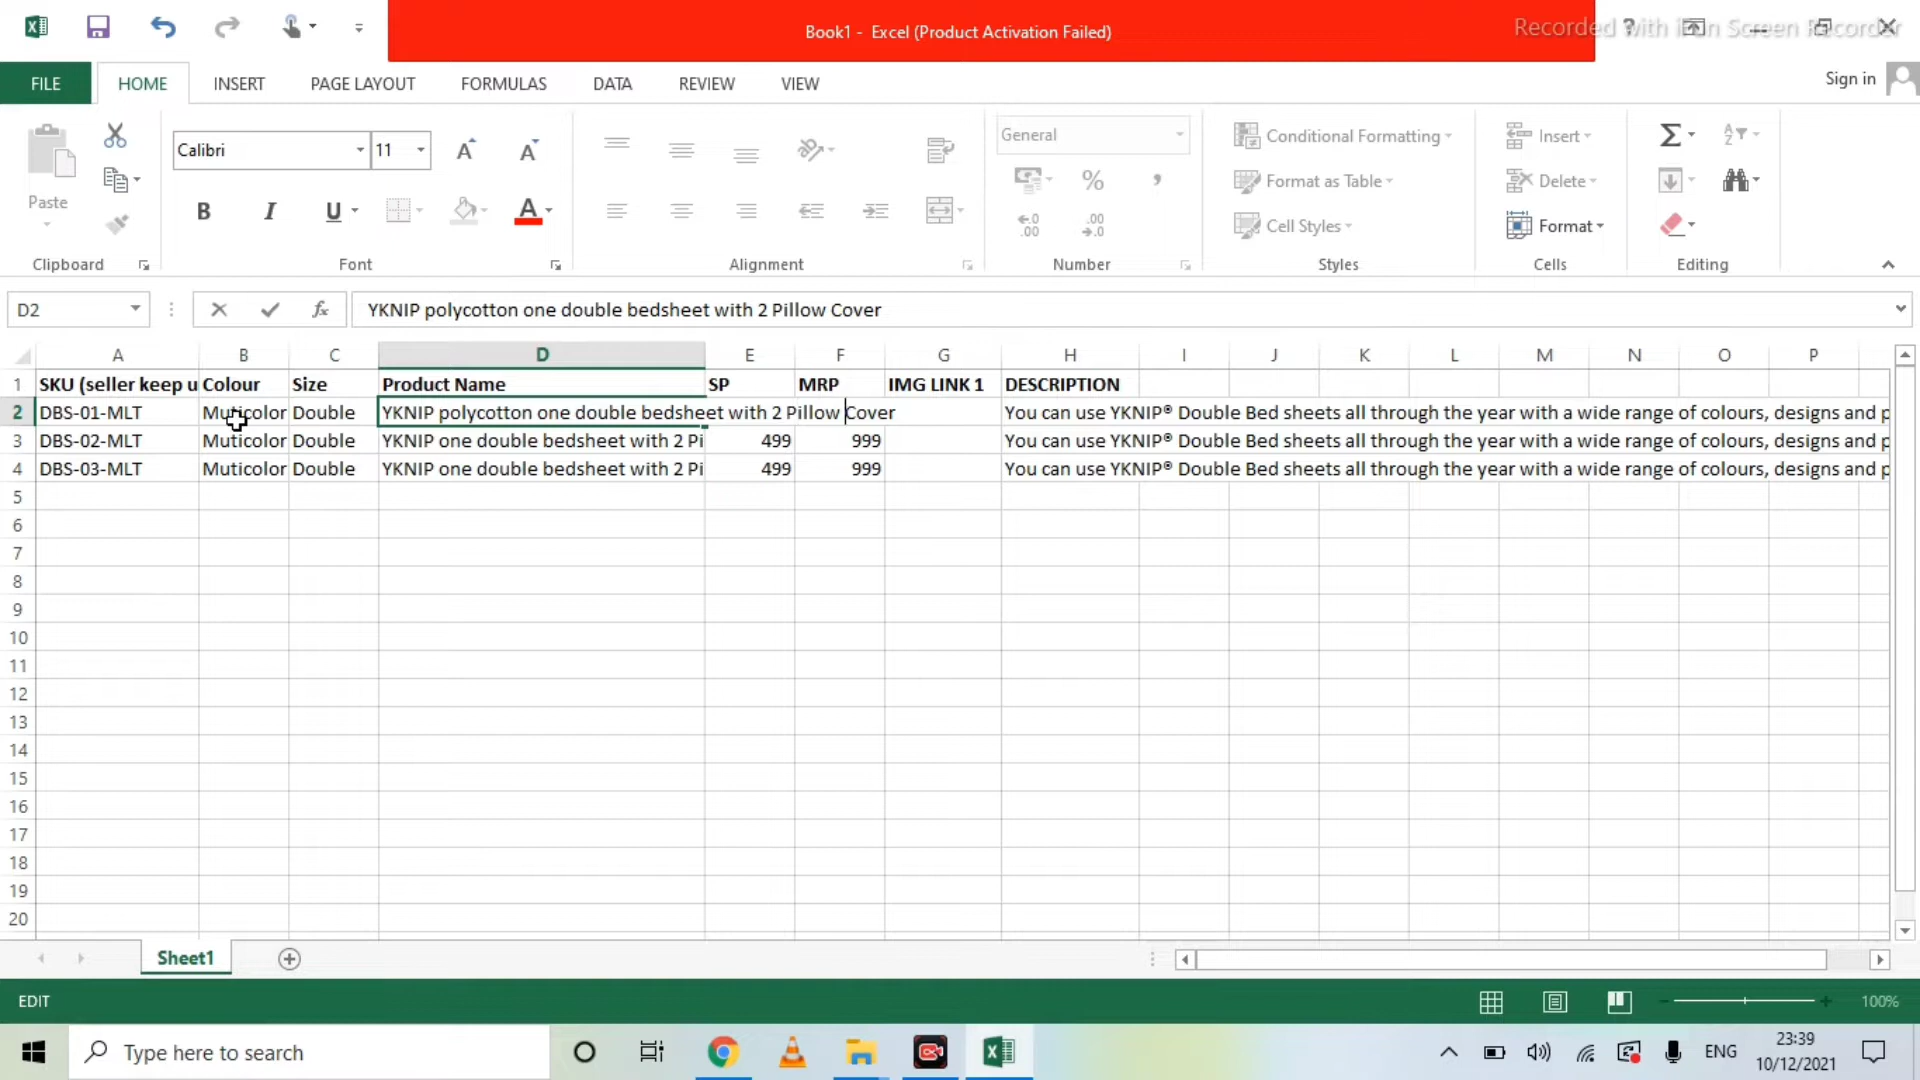 Book1 - Excel (Product Activation Failed)
Recorded with iFun Screen Recorder
FILE HOME INSERT PAGE LAYOUT FORMULAS DATA REVIEW VIEW Sign in
Calibri 11 General Conditional Formatting Insert
Paste Format as Table Delete
B I U A % , Cell Styles Format
Clipboard Font Alignment Number Styles Cells Editing
D2 fx YKNIP polycotton one double bedsheet with 2 Pillow Cover
A B C D E F G H I J K L M N O P
1 SKU (seller keep u Colour Size Product Name SP MRP IMG LINK 1 DESCRIPTION
2 DBS-01-MLT Muticolor Double YKNIP polycotton one double bedsheet with 2 Pillow Cover You can use YKNIP® Double Bed sheets all through the year with a wide range of colours, designs and p
3 DBS-02-MLT Muticolor Double YKNIP one double bedsheet with 2 Pi 499 999 You can use YKNIP® Double Bed sheets all through the year with a wide range of colours, designs and p
4 DBS-03-MLT Muticolor Double YKNIP one double bedsheet with 2 Pi 499 999 You can use YKNIP® Double Bed sheets all through the year with a wide range of colours, designs and p
5
6
7
8
9
10
11
12
13
14
15
16
17
18
19
20
Sheet1
EDIT 100%
Type here to search ENG 23:39
10/12/2021